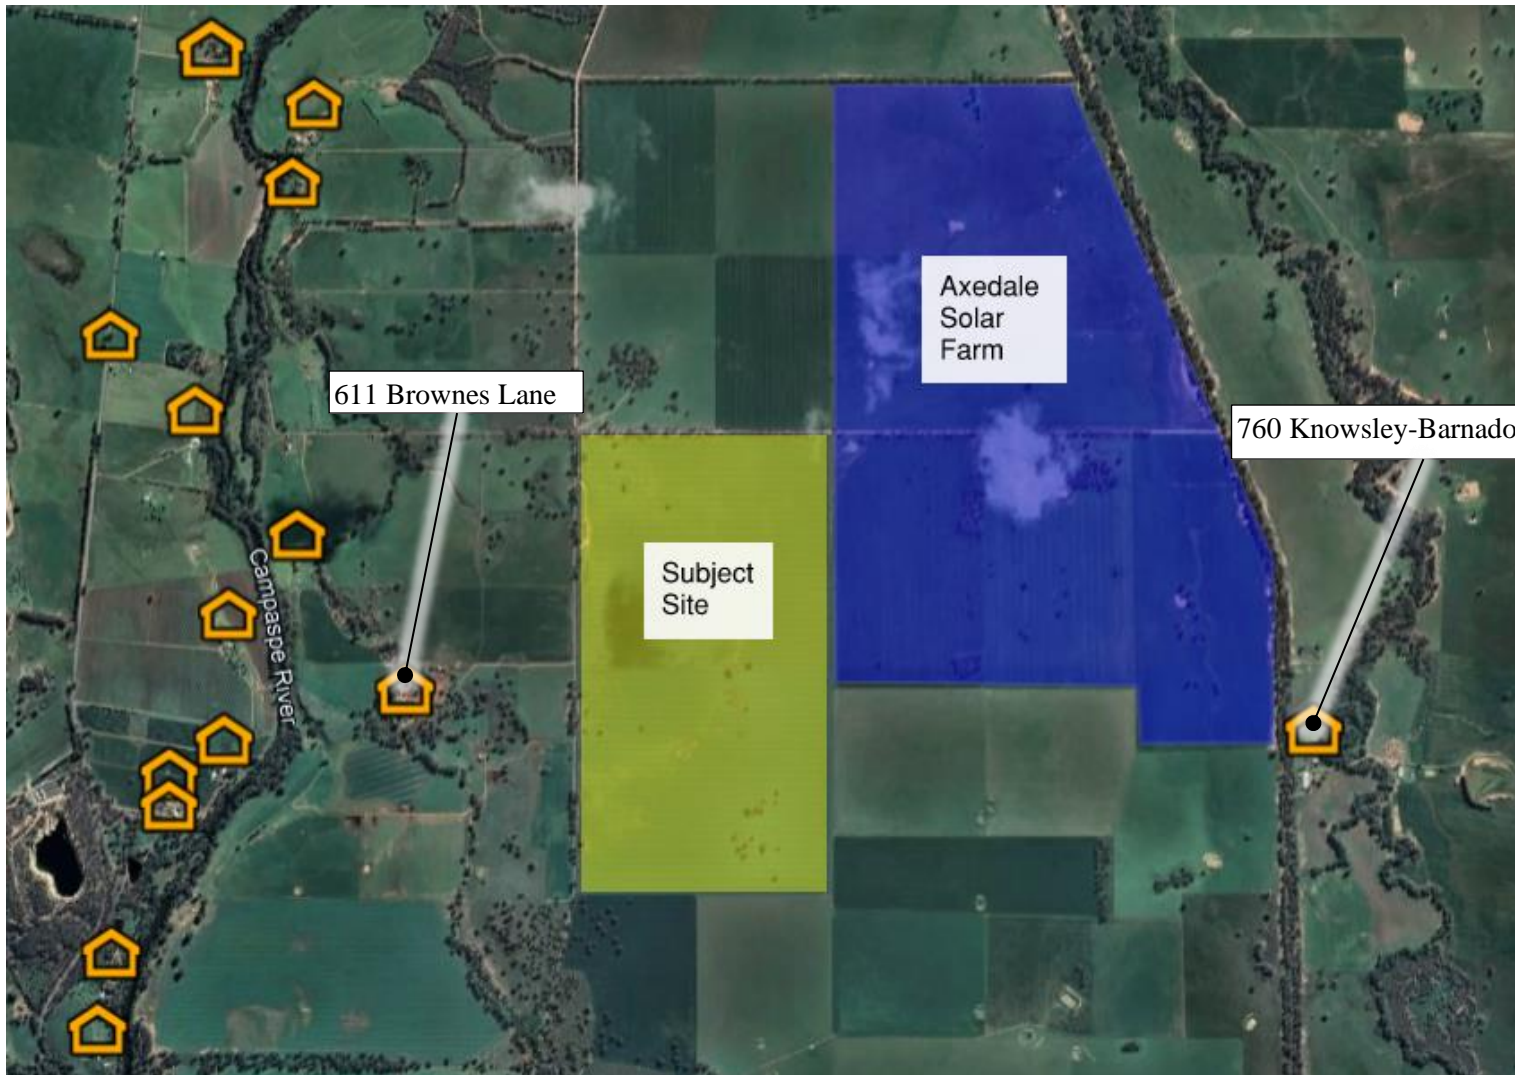 Axedale
Solar
Farm
611 Brownes Lane
760 Knowsley-Barnado
Subject
Site
Campaspe River